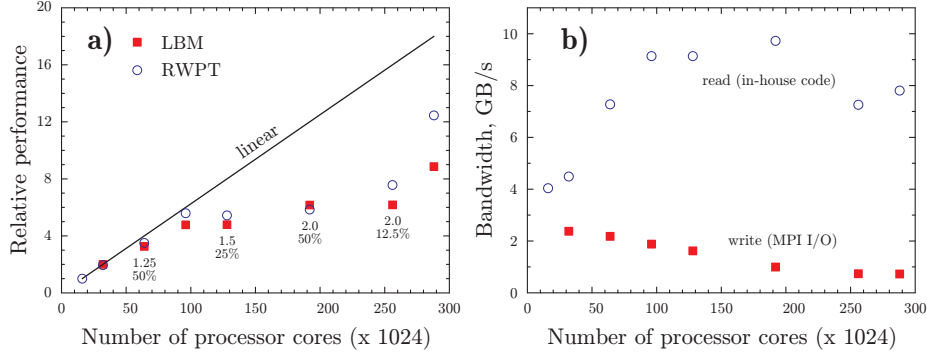 a)
LBM
RWPT
linear
1.25
50%
1.5
25%
2.0
50%
2.0
12.5%
20
16
12
8
4
0
0 50 100 150 200 250 300
Relative performance
Number of processor cores (x 1024)
b)
read (in-house code)
write (MPI I/O)
10
8
6
4
2
0
0 50 100 150 200 250 300
Bandwidth, GB/s
Number of processor cores (x 1024)